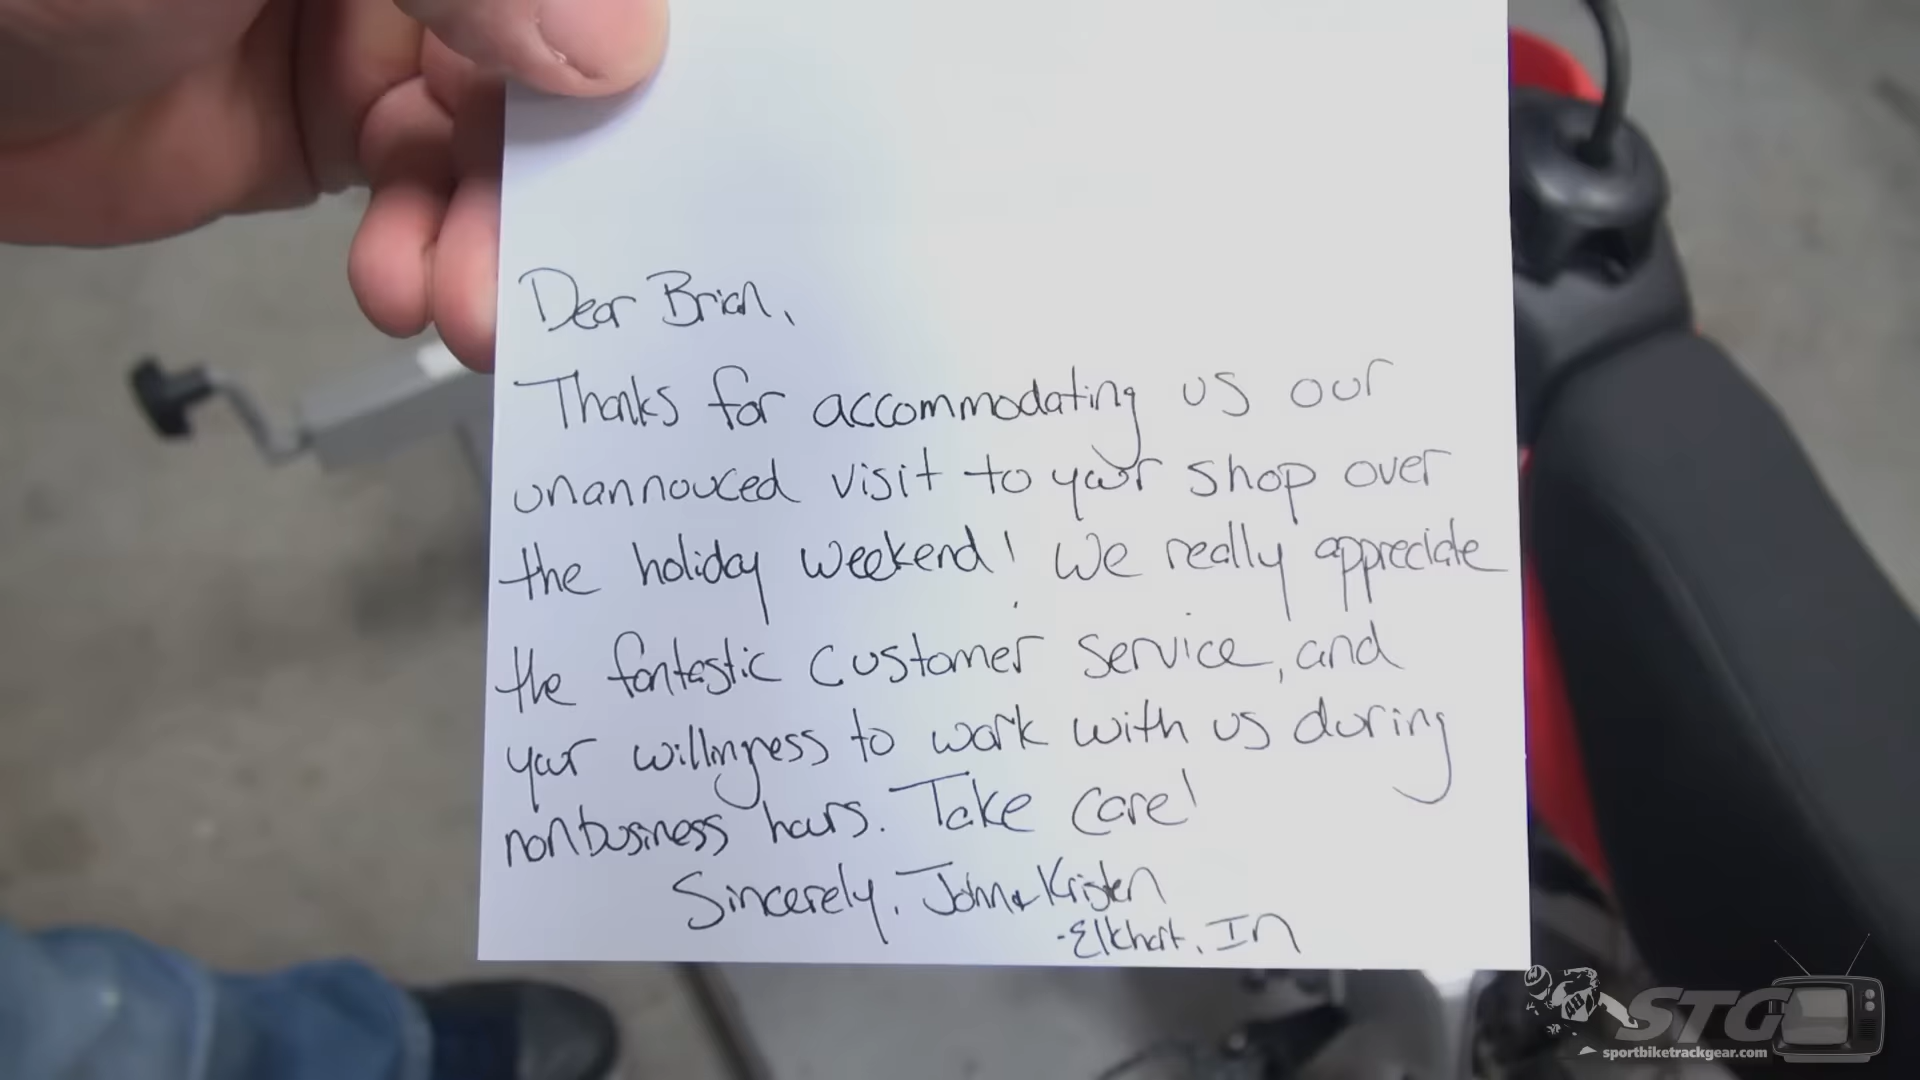 Dear Brian,
Thanks for accommodating us our
unannouced visit to your shop over
the holiday weekend! We really appreciate
the fantastic customer service, and
your willingness to work with us during
nonbusiness hours. Take care!
Sincerely, John & Kristen
-Elkhart, In
STG
sportbiketrackgear.com